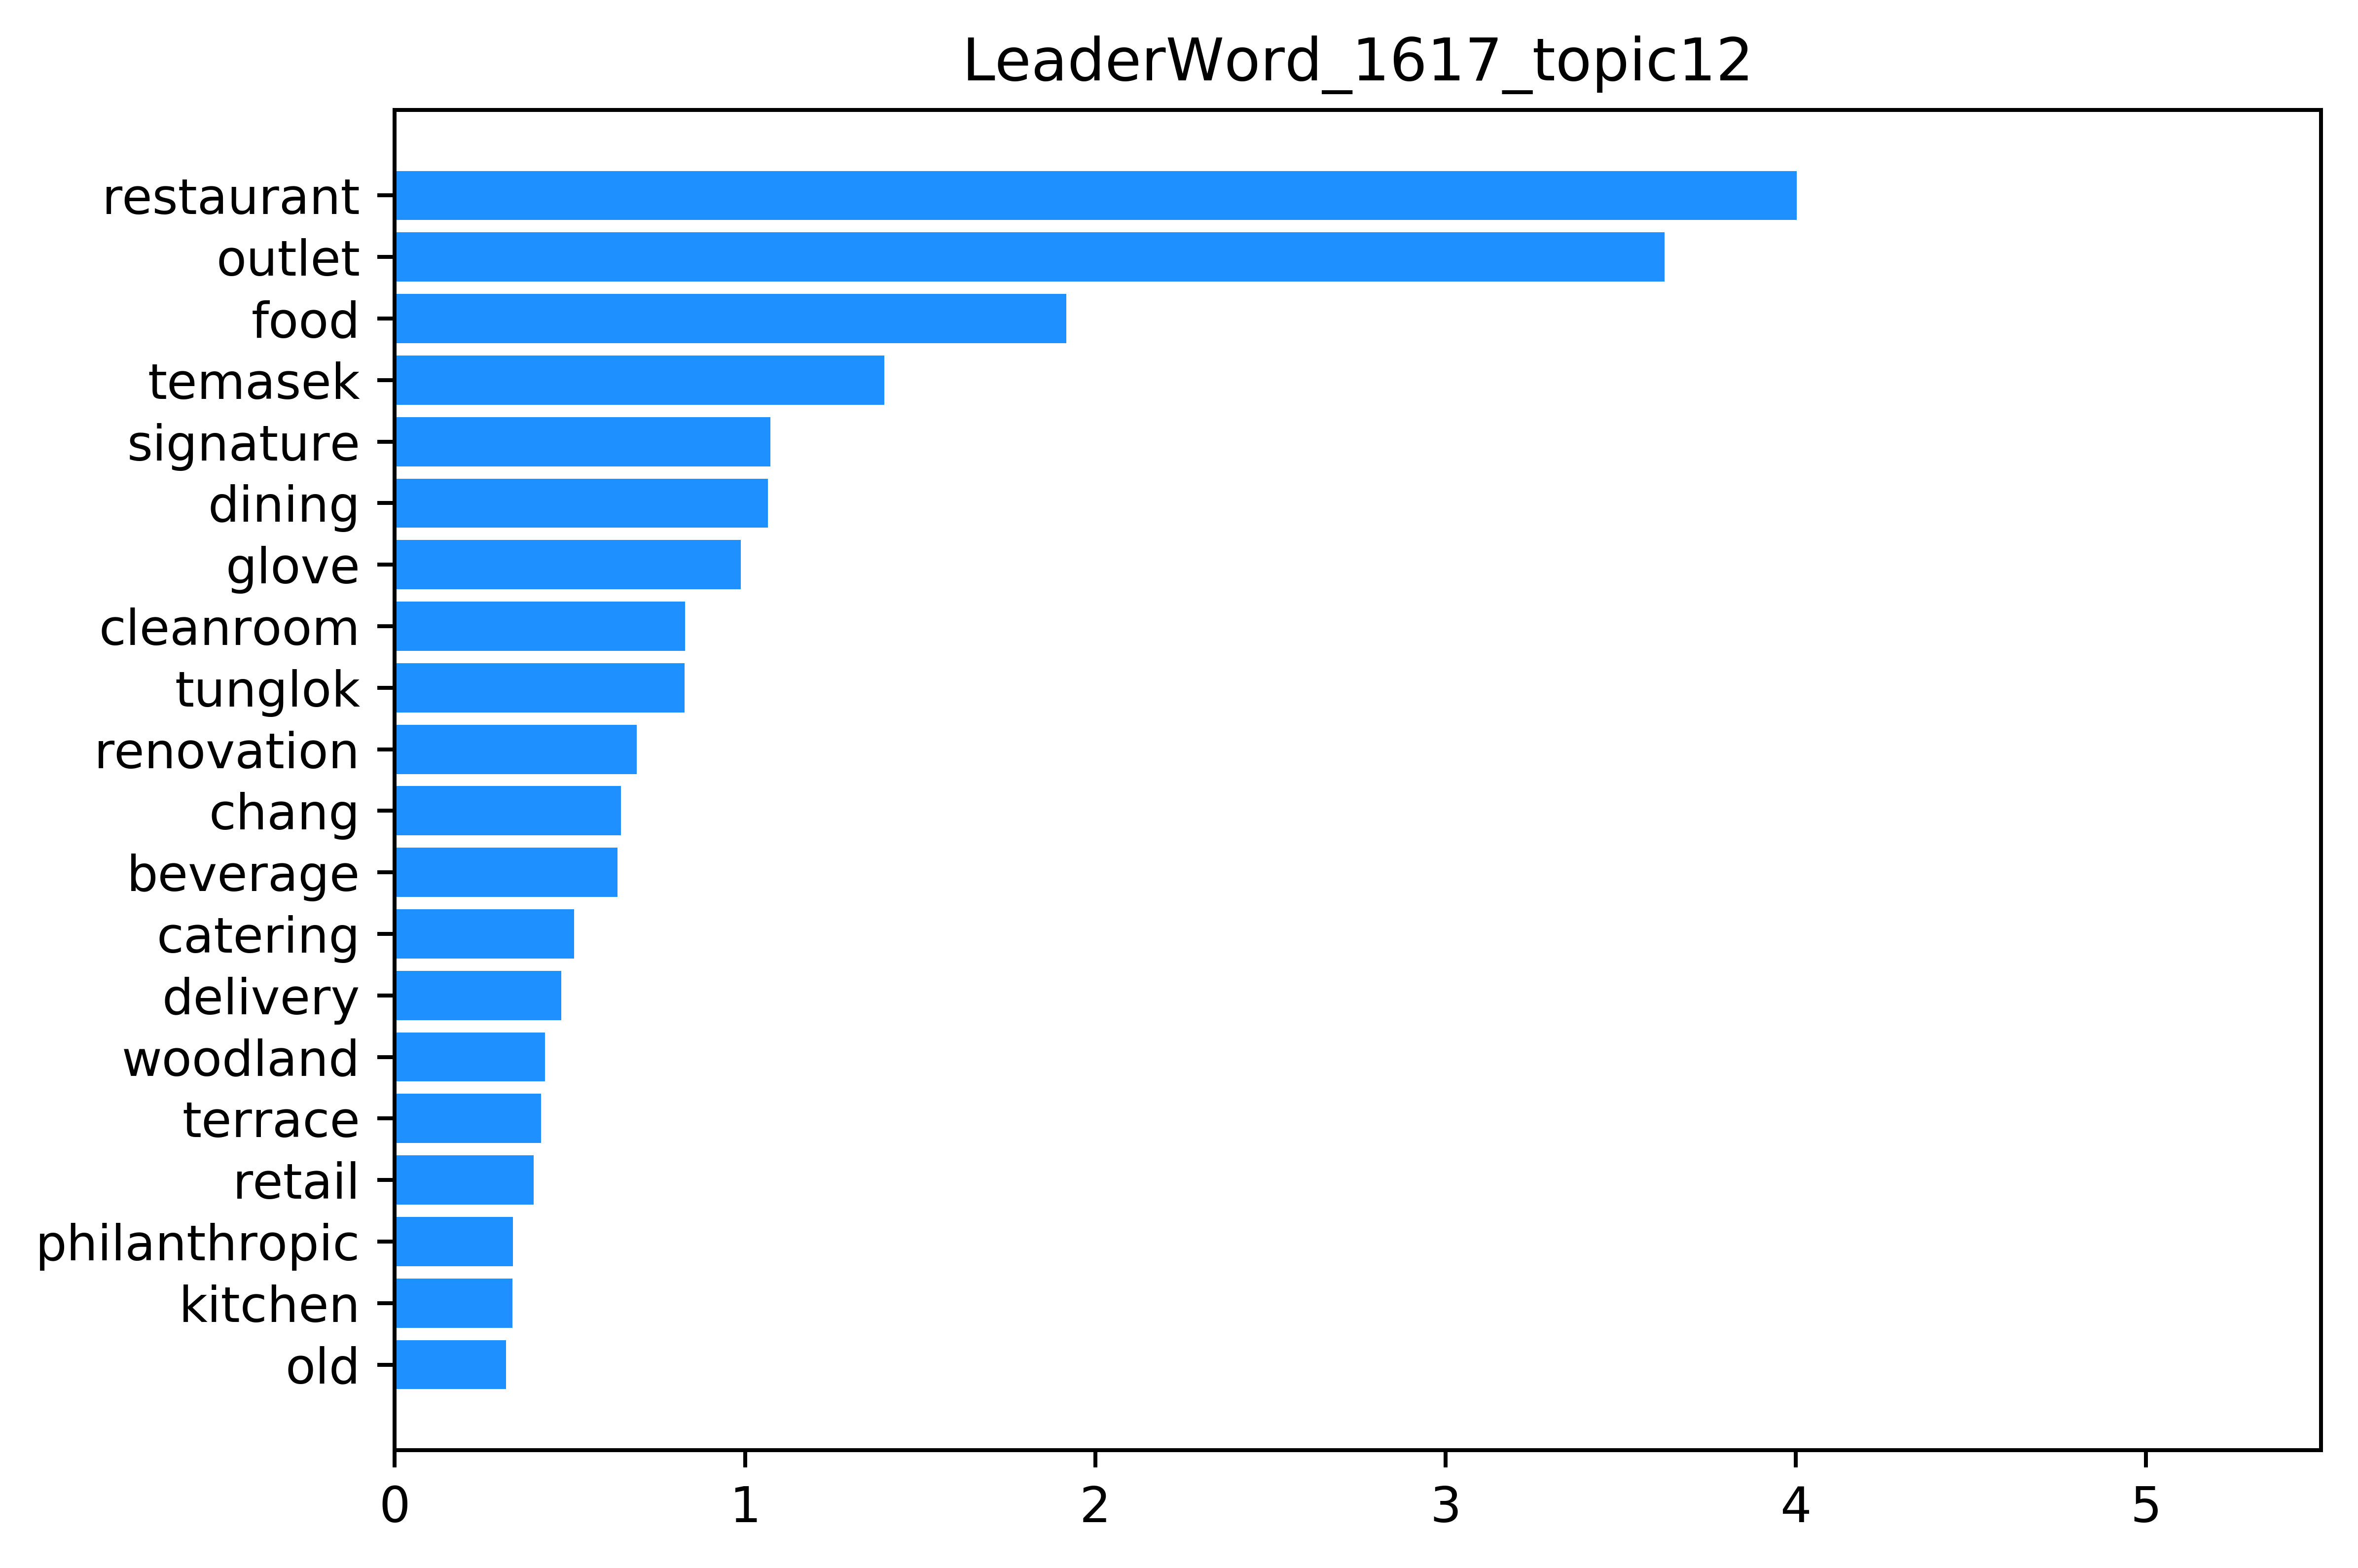 LeaderWord_1617_topic12
restaurant
outlet
food
temasek
signature
dining
glove
cleanroom
tunglok
renovation
chang
beverage
catering
delivery
woodland
terrace
retail
philanthropic
kitchen
old
0 1 2 3 4 5